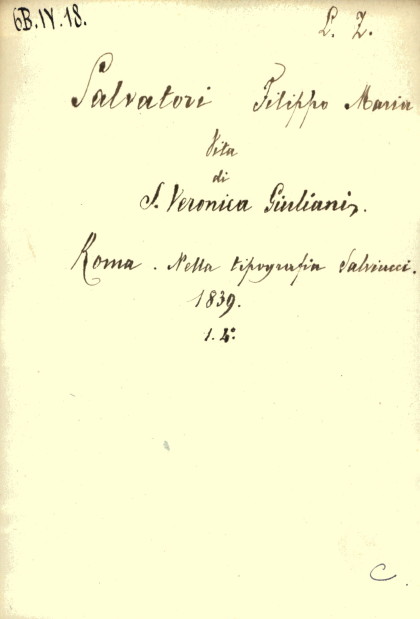 6B.IV.18.
L. Z.
Salvatori Filippo Maria
Vita
di
S. Veronica Giuliani.
Roma. Nella tipografia Salviucci.
1839.
1. 4°.
C.